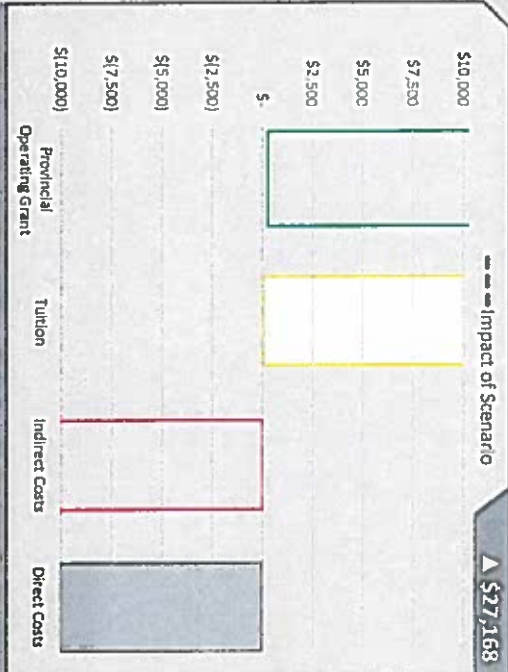 ▲ $27,168
Impact of Scenario
$10,000
$7,500
$5,000
$2,500
$-
$(2,500)
$(5,000)
$(7,500)
$(10,000)
Provincial
Operating Grant
Tuition
Indirect Costs
Direct Costs